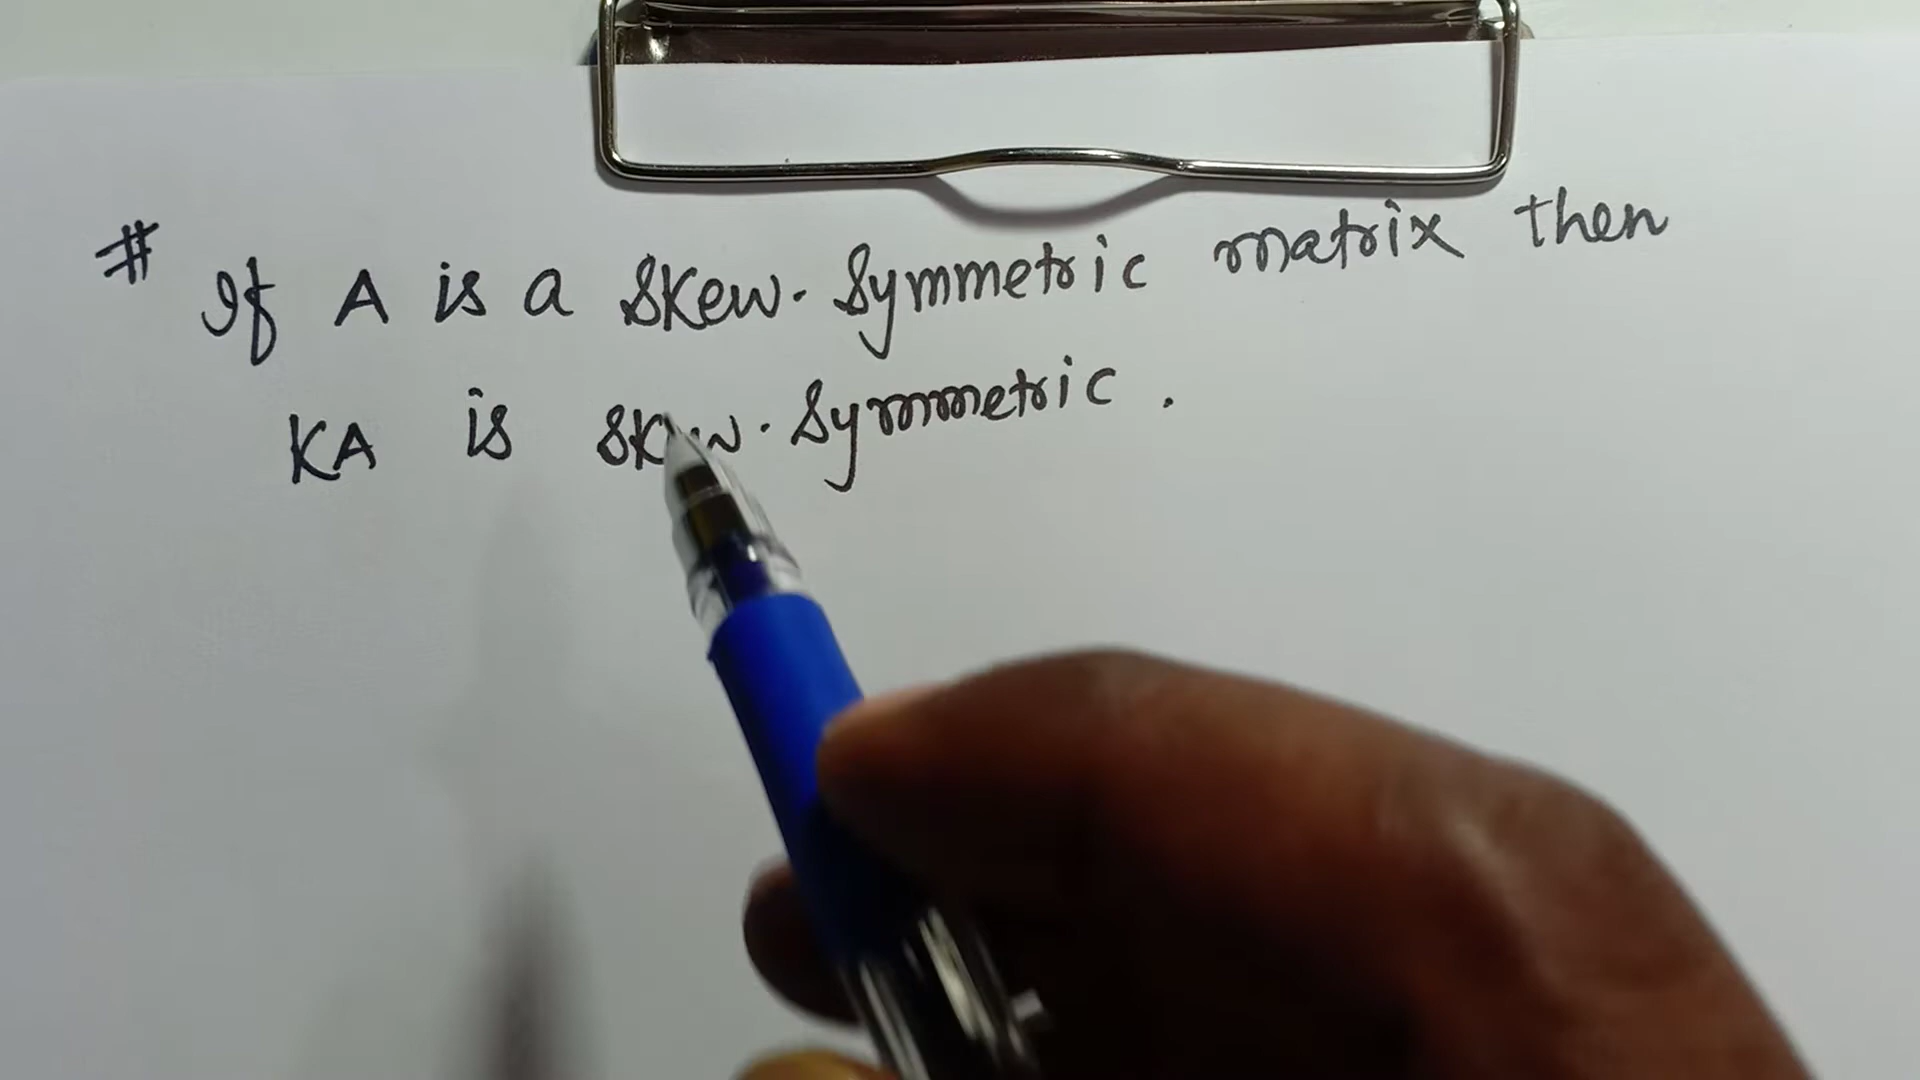 # If A is a skew-symmetric matrix then
KA is skew-symmetric.